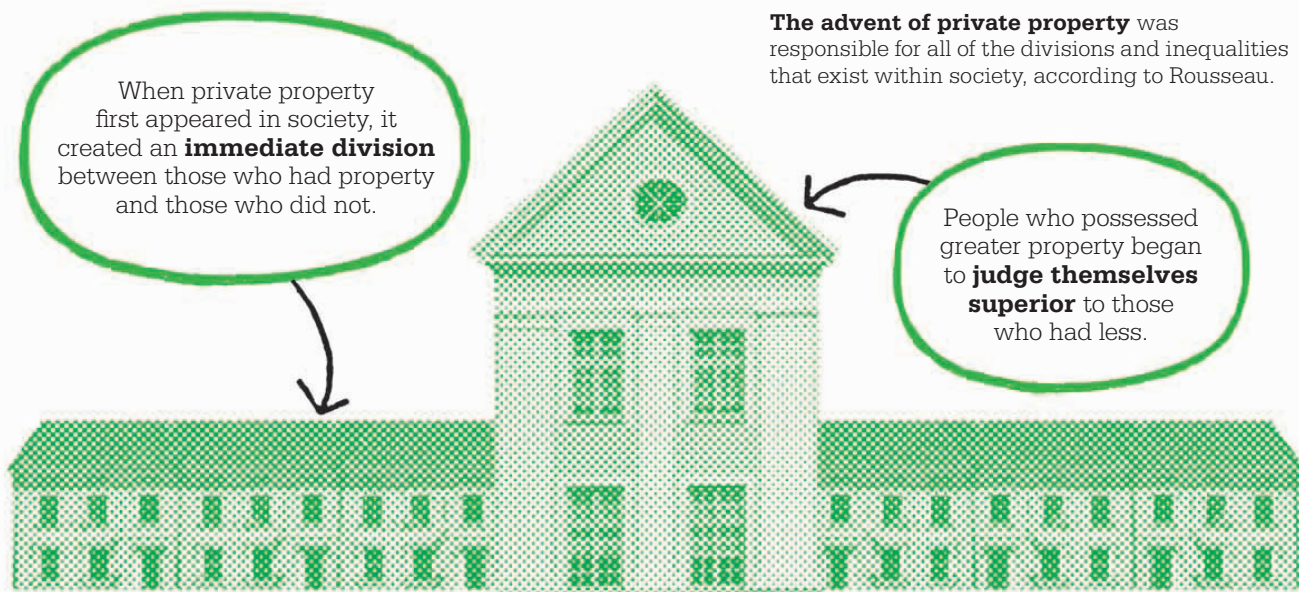 The advent of private property was
responsible for all of the divisions and inequalities
that exist within society, according to Rousseau.
When private property
first appeared in society, it
created an immediate division
between those who had property
and those who did not.
People who possessed
greater property began
to judge themselves
superior to those
who had less.